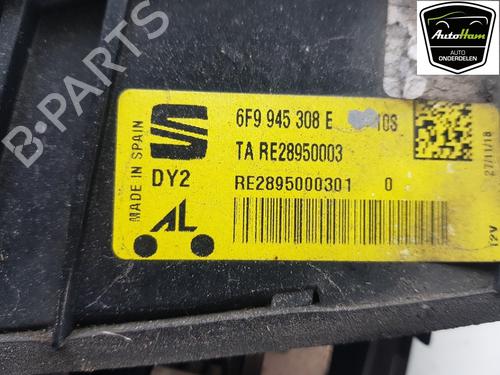 AutoHam
AUTO
ONDERDELEN
B-PARTS
MADE IN SPAIN
DY2
AL
6F9 945 308 E
10S
TA RE28950003
RE2895000301 0
27/11/18
12V